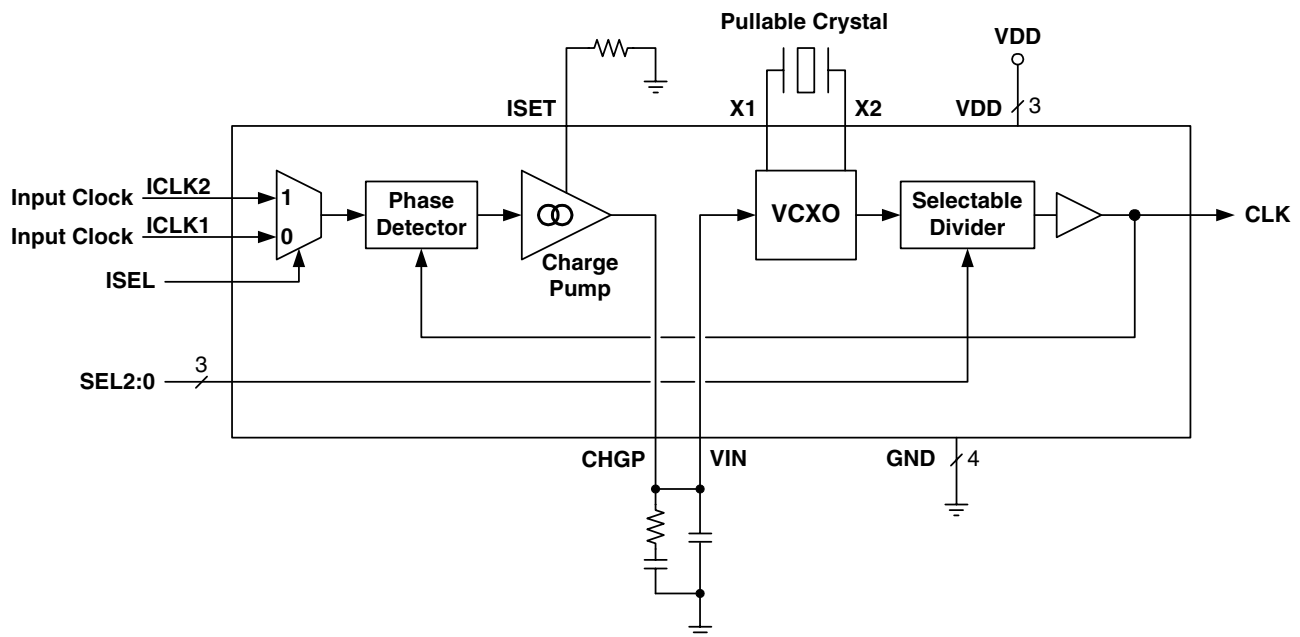 Pullable Crystal
VDD
ISET
X1
X2
VDD
3
Input Clock
ICLK2
1
Phase
Detector
VCXO
Selectable
Divider
CLK
Input Clock
ICLK1
0
Charge
Pump
ISEL
SEL2:0
3
CHGP
VIN
GND
4